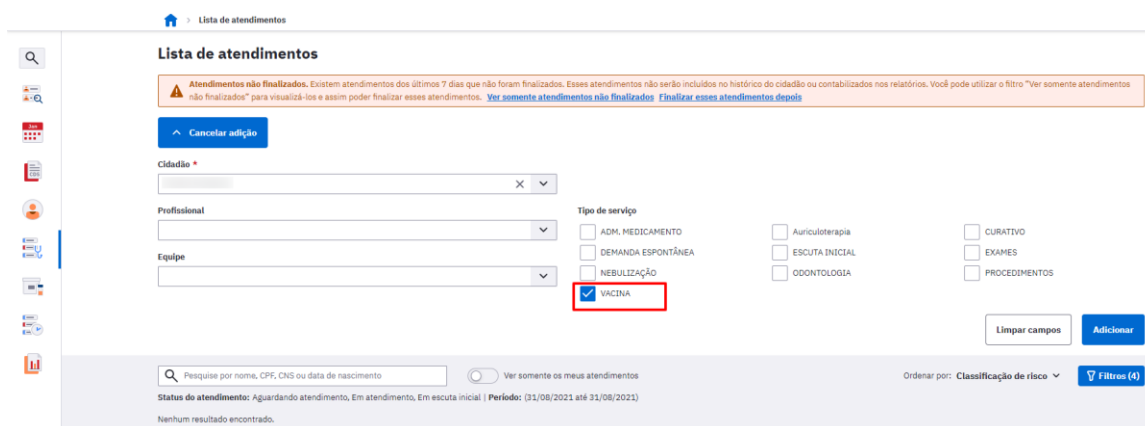 Lista de atendimentos
Lista de atendimentos
Atendimentos não finalizados. Existem atendimentos dos últimos 7 dias que não foram finalizados. Esses atendimentos não serão incluídos no histórico do cidadão ou contabilizados nos relatórios. Você pode utilizar o filtro "Ver somente atendimentos
não finalizados" para visualizá-los e assim poder finalizar esses atendimentos. Ver somente atendimentos não finalizados Finalizar esses atendimentos depois
Cancelar adição
Cidadão *
Profissional
Tipo de serviço
ADM. MEDICAMENTO Auriculoterapia CURATIVO
DEMANDA ESPONTÂNEA ESCUTA INICIAL EXAMES
Equipe
NEBULIZAÇÃO ODONTOLOGIA PROCEDIMENTOS
VACINA
Limpar campos Adicionar
Pesquise por nome, CPF, CNS ou data de nascimento Ver somente os meus atendimentos Ordenar por: Classificação de risco Filtros (4)
Status do atendimento: Aguardando atendimento, Em atendimento, Em escuta inicial | Período: (31/08/2021 até 31/08/2021)
Nenhum resultado encontrado.